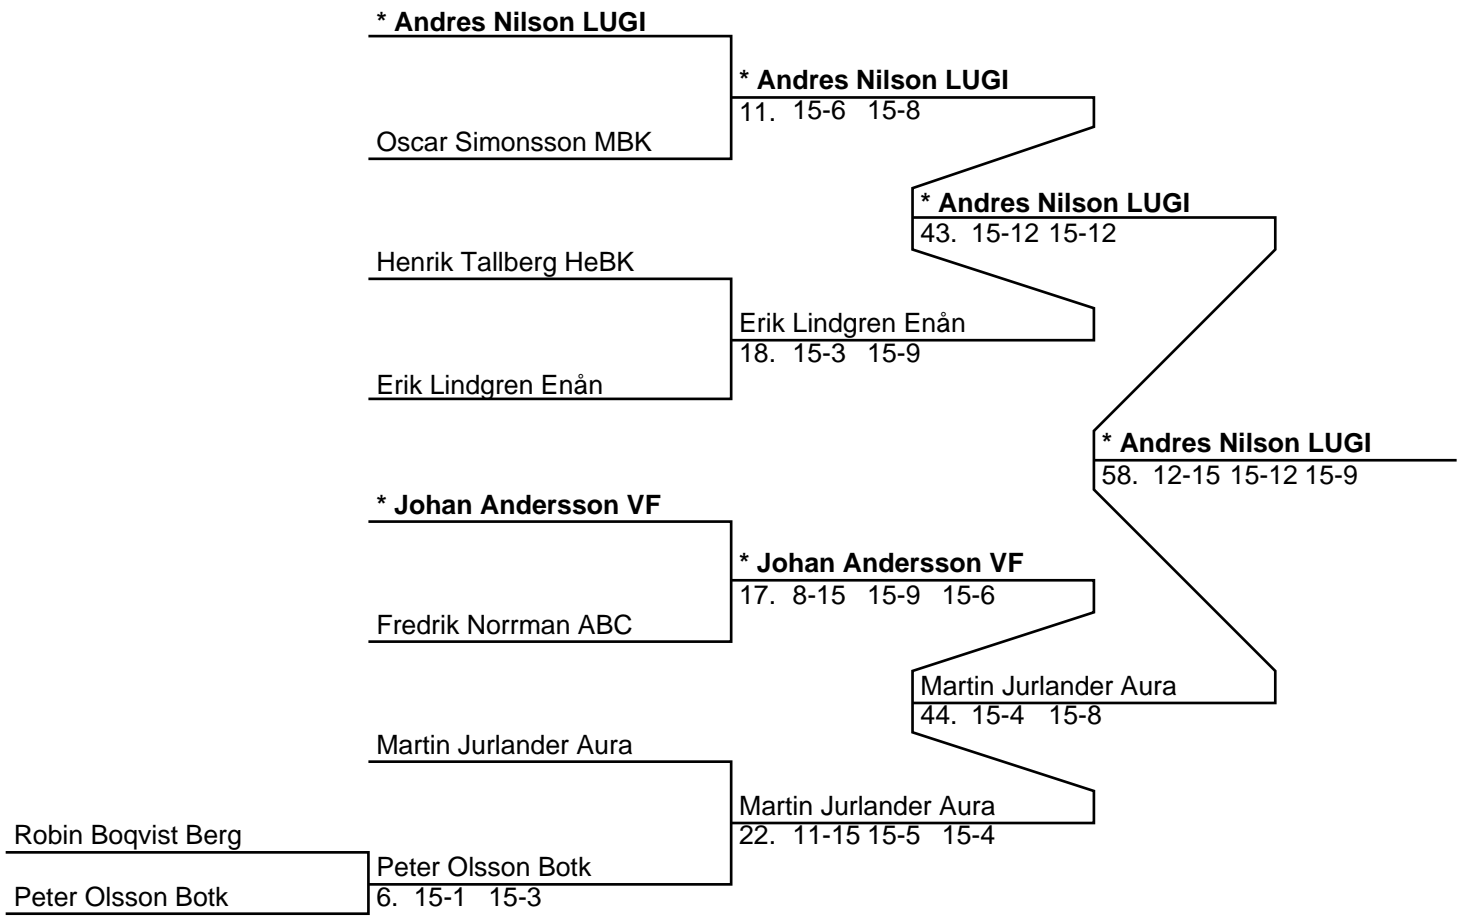 * Andres Nilson LUGI
* Andres Nilson LUGI
11. 15-6 15-8
Oscar Simonsson MBK
* Andres Nilson LUGI
43. 15-12 15-12
Henrik Tallberg HeBK
Erik Lindgren Enån
18. 15-3 15-9
Erik Lindgren Enån
* Andres Nilson LUGI
58. 12-15 15-12 15-9
* Johan Andersson VF
* Johan Andersson VF
17. 8-15 15-9 15-6
Fredrik Norrman ABC
Martin Jurlander Aura
44. 15-4 15-8
Martin Jurlander Aura
Martin Jurlander Aura
22. 11-15 15-5 15-4
Robin Boqvist Berg
Peter Olsson Botk
6. 15-1 15-3
Peter Olsson Botk